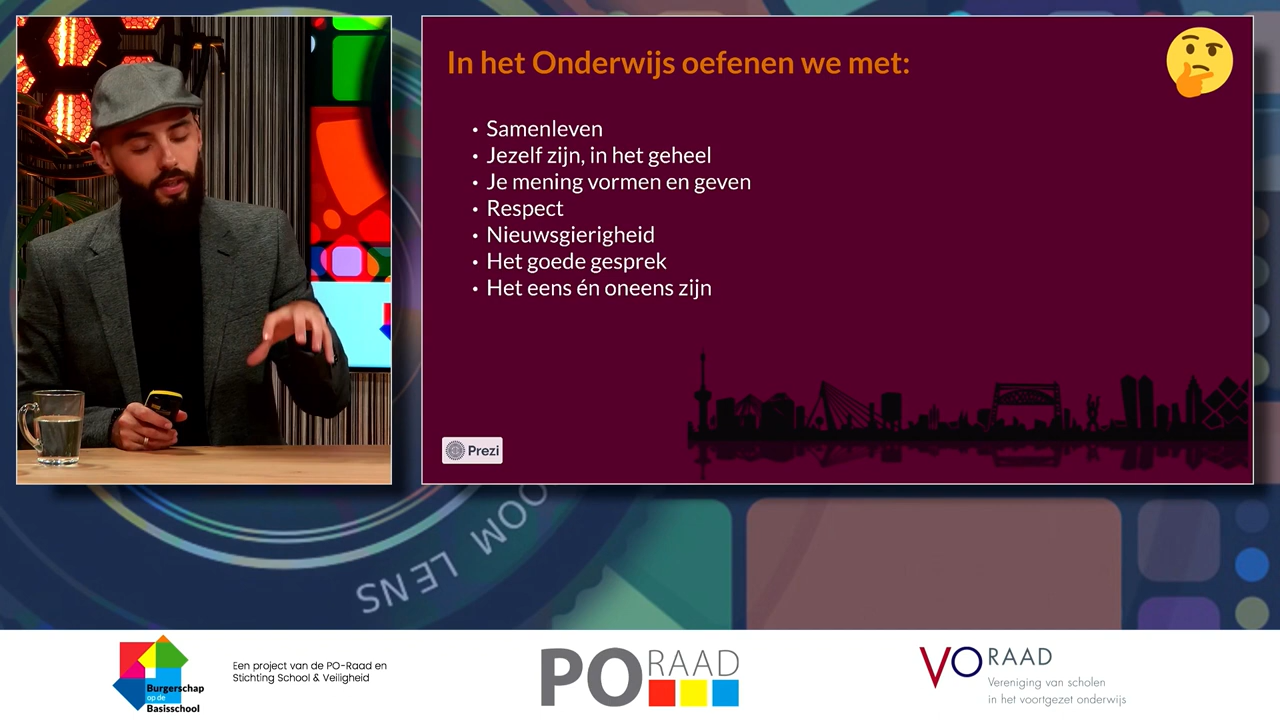 In het Onderwijs oefenen we met:
• Samenleven
• Jezelf zijn, in het geheel
• Je mening vormen en geven
• Respect
• Nieuwsgierigheid
• Het goede gesprek
• Het eens én oneens zijn
Prezi
OOM LENS
Burgerschap
op de
Basisschool
Een project van de PO-Raad en
Stichting School & Veiligheid
PO RAAD
VO RAAD
Vereniging van scholen
in het voortgezet onderwijs